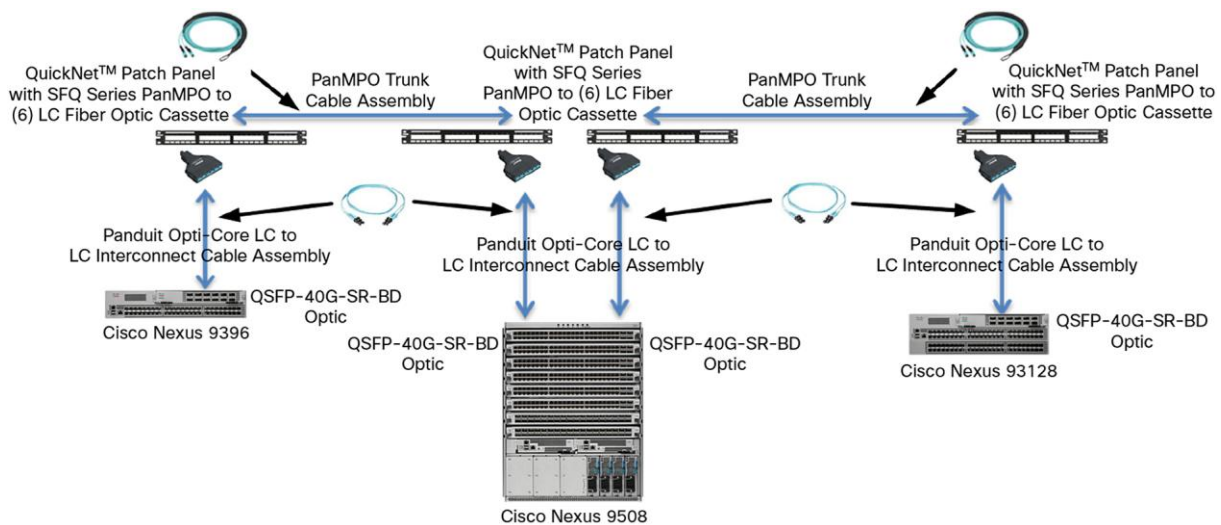 QuickNet™ Patch Panel
with SFQ Series PanMPO to
(6) LC Fiber Optic Cassette
PanMPO Trunk
Cable Assembly
QuickNet™ Patch Panel
with SFQ Series
PanMPO to (6) LC Fiber
Optic Cassette
PanMPO Trunk
Cable Assembly
QuickNet™ Patch Panel
with SFQ Series PanMPO to
(6) LC Fiber Optic Cassette
Panduit Opti-Core LC to
LC Interconnect Cable Assembly
Panduit Opti-Core LC to
LC Interconnect Cable Assembly
Panduit Opti-Core LC to
LC Interconnect Cable Assembly
QSFP-40G-SR-BD
Optic
Cisco Nexus 9396
QSFP-40G-SR-BD
Optic
QSFP-40G-SR-BD
Optic
QSFP-40G-SR-BD
Optic
Cisco Nexus 93128
Cisco Nexus 9508